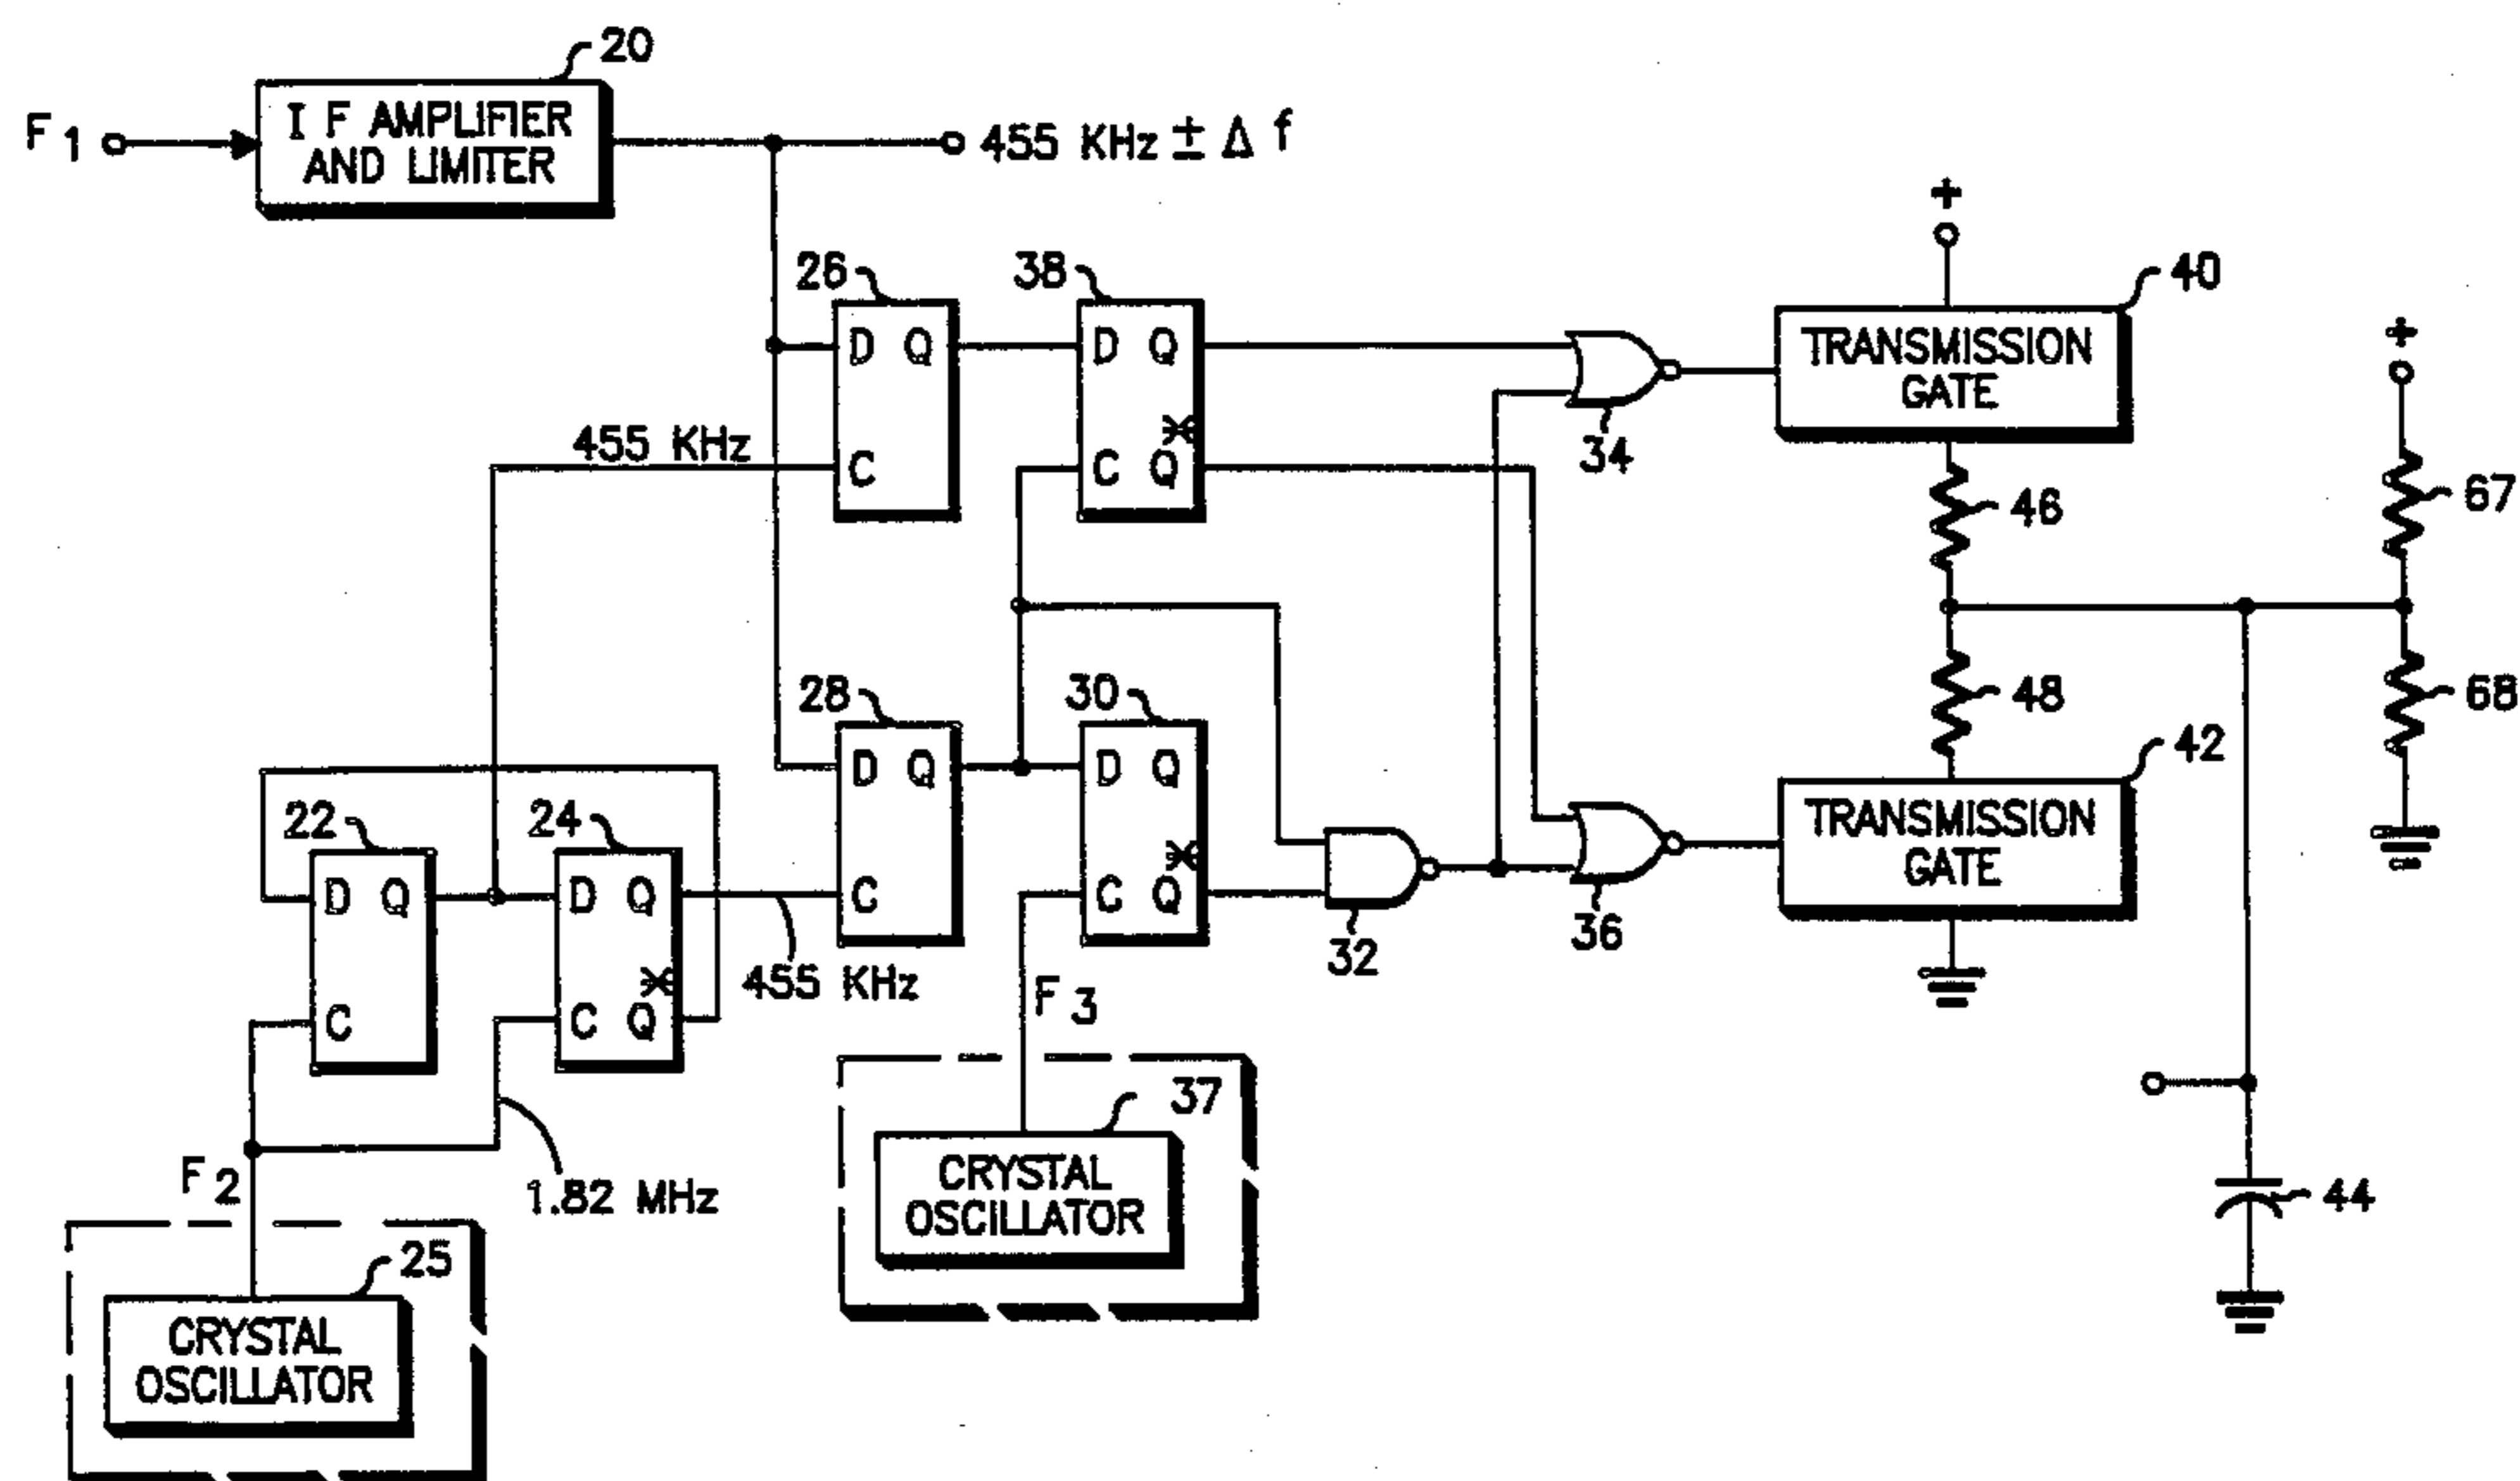 20
F1
I F AMPLIFIER
AND LIMITER
455 KHz ± Δ f
+
26
38
40
D Q
D Q
TRANSMISSION
GATE
+
34
455 KHz
C
*
C Q
46
67
28
30
48
68
42
D Q
D Q
TRANSMISSION
GATE
22
24
D Q
D Q
C
*
C Q
32
36
455 KHz
C
*
C Q
F3
37
CRYSTAL
OSCILLATOR
F2
1.82 MHz
44
25
CRYSTAL
OSCILLATOR